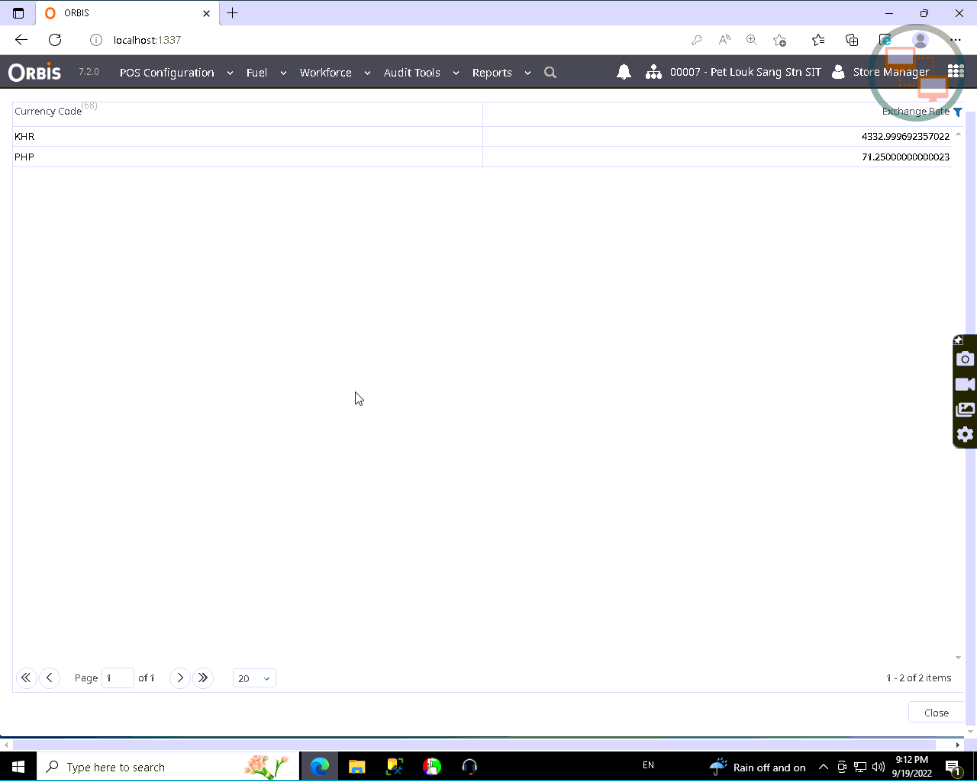 ORBIS
localhost:1337
ORBIS 7.2.0 POS Configuration Fuel Workforce Audit Tools Reports 00007 - Pet Louk Sang Stn SIT Store Manager
Currency Code (68) Exchange Rate
KHR 4332.999692357022
PHP 71.25000000000023
Page 1 of 1 20 1 - 2 of 2 items
Close
Type here to search EN Rain off and on 9:12 PM
9/19/2022 1